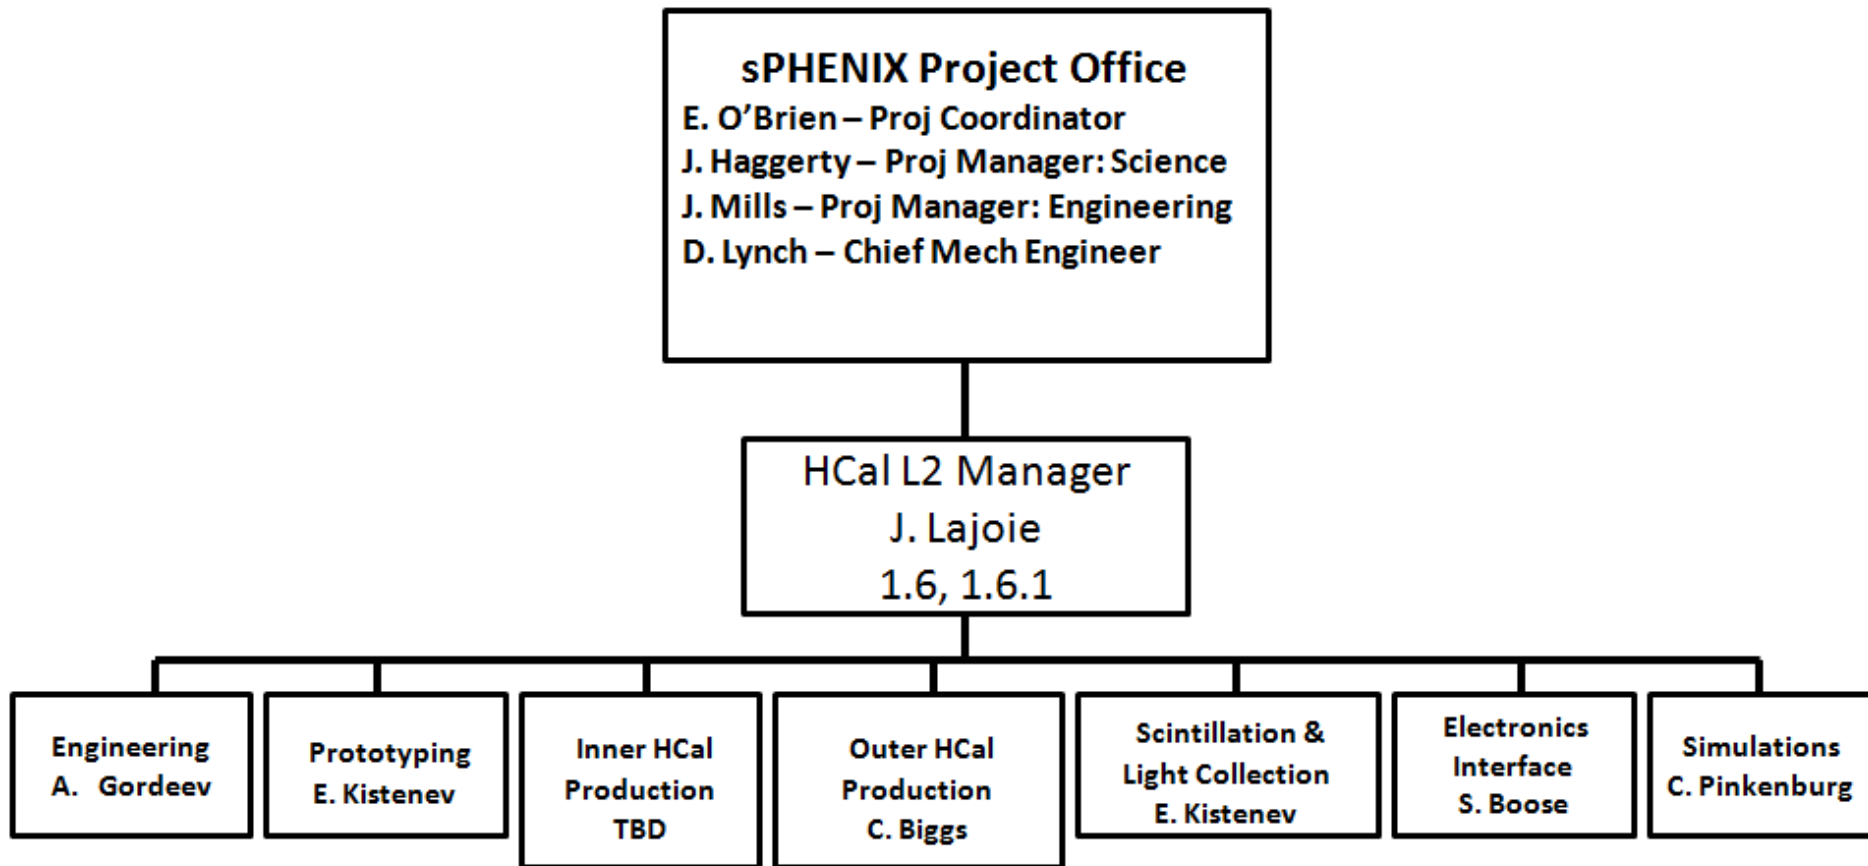 sPHENIX Project Office
E. O’Brien – Proj Coordinator
J. Haggerty – Proj Manager: Science
J. Mills – Proj Manager: Engineering
D. Lynch – Chief Mech Engineer
HCal L2 Manager
J. Lajoie
1.6, 1.6.1
Engineering
A. Gordeev
Prototyping
E. Kistenev
Inner HCal
Production
TBD
Outer HCal
Production
C. Biggs
Scintillation &
Light Collection
E. Kistenev
Electronics
Interface
S. Boose
Simulations
C. Pinkenburg